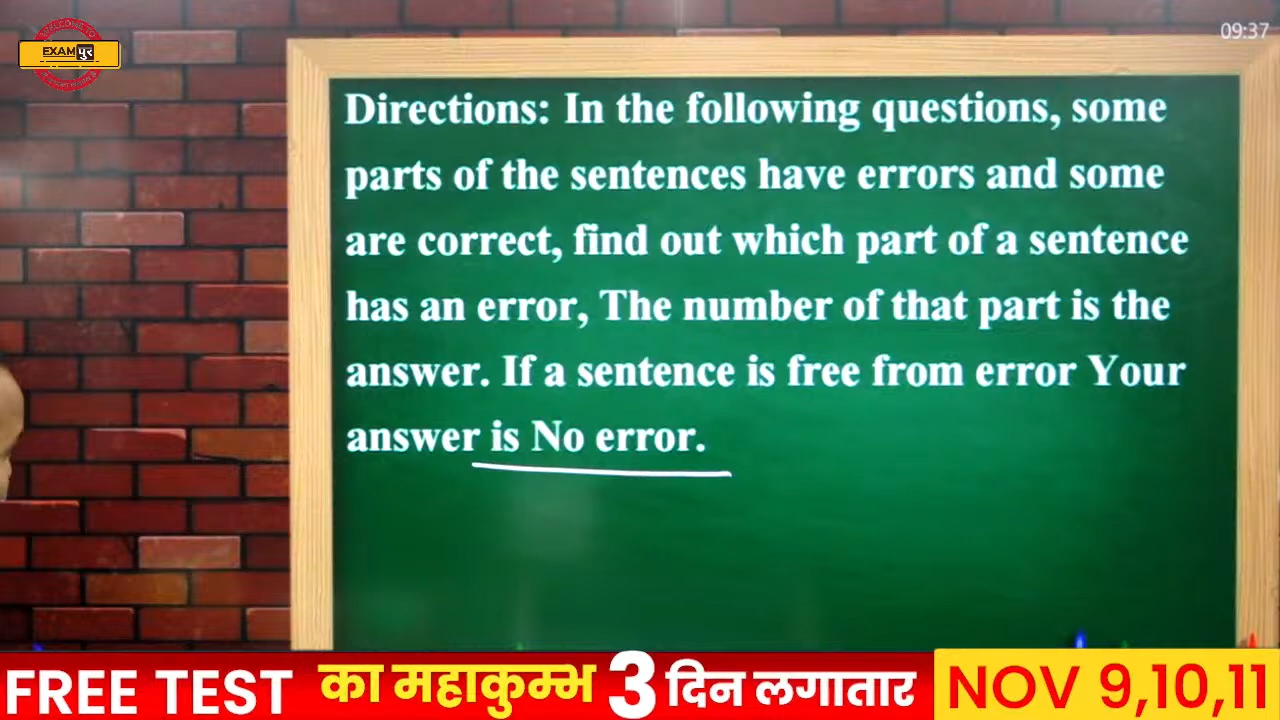 WELCOME TO
EXAM पुर
09:37
Directions: In the following questions, some
parts of the sentences have errors and some
are correct, find out which part of a sentence
has an error, The number of that part is the
answer. If a sentence is free from error Your
answer is No error.
FREE TEST का महाकुम्भ 3 दिन लगातार NOV 9,10,11